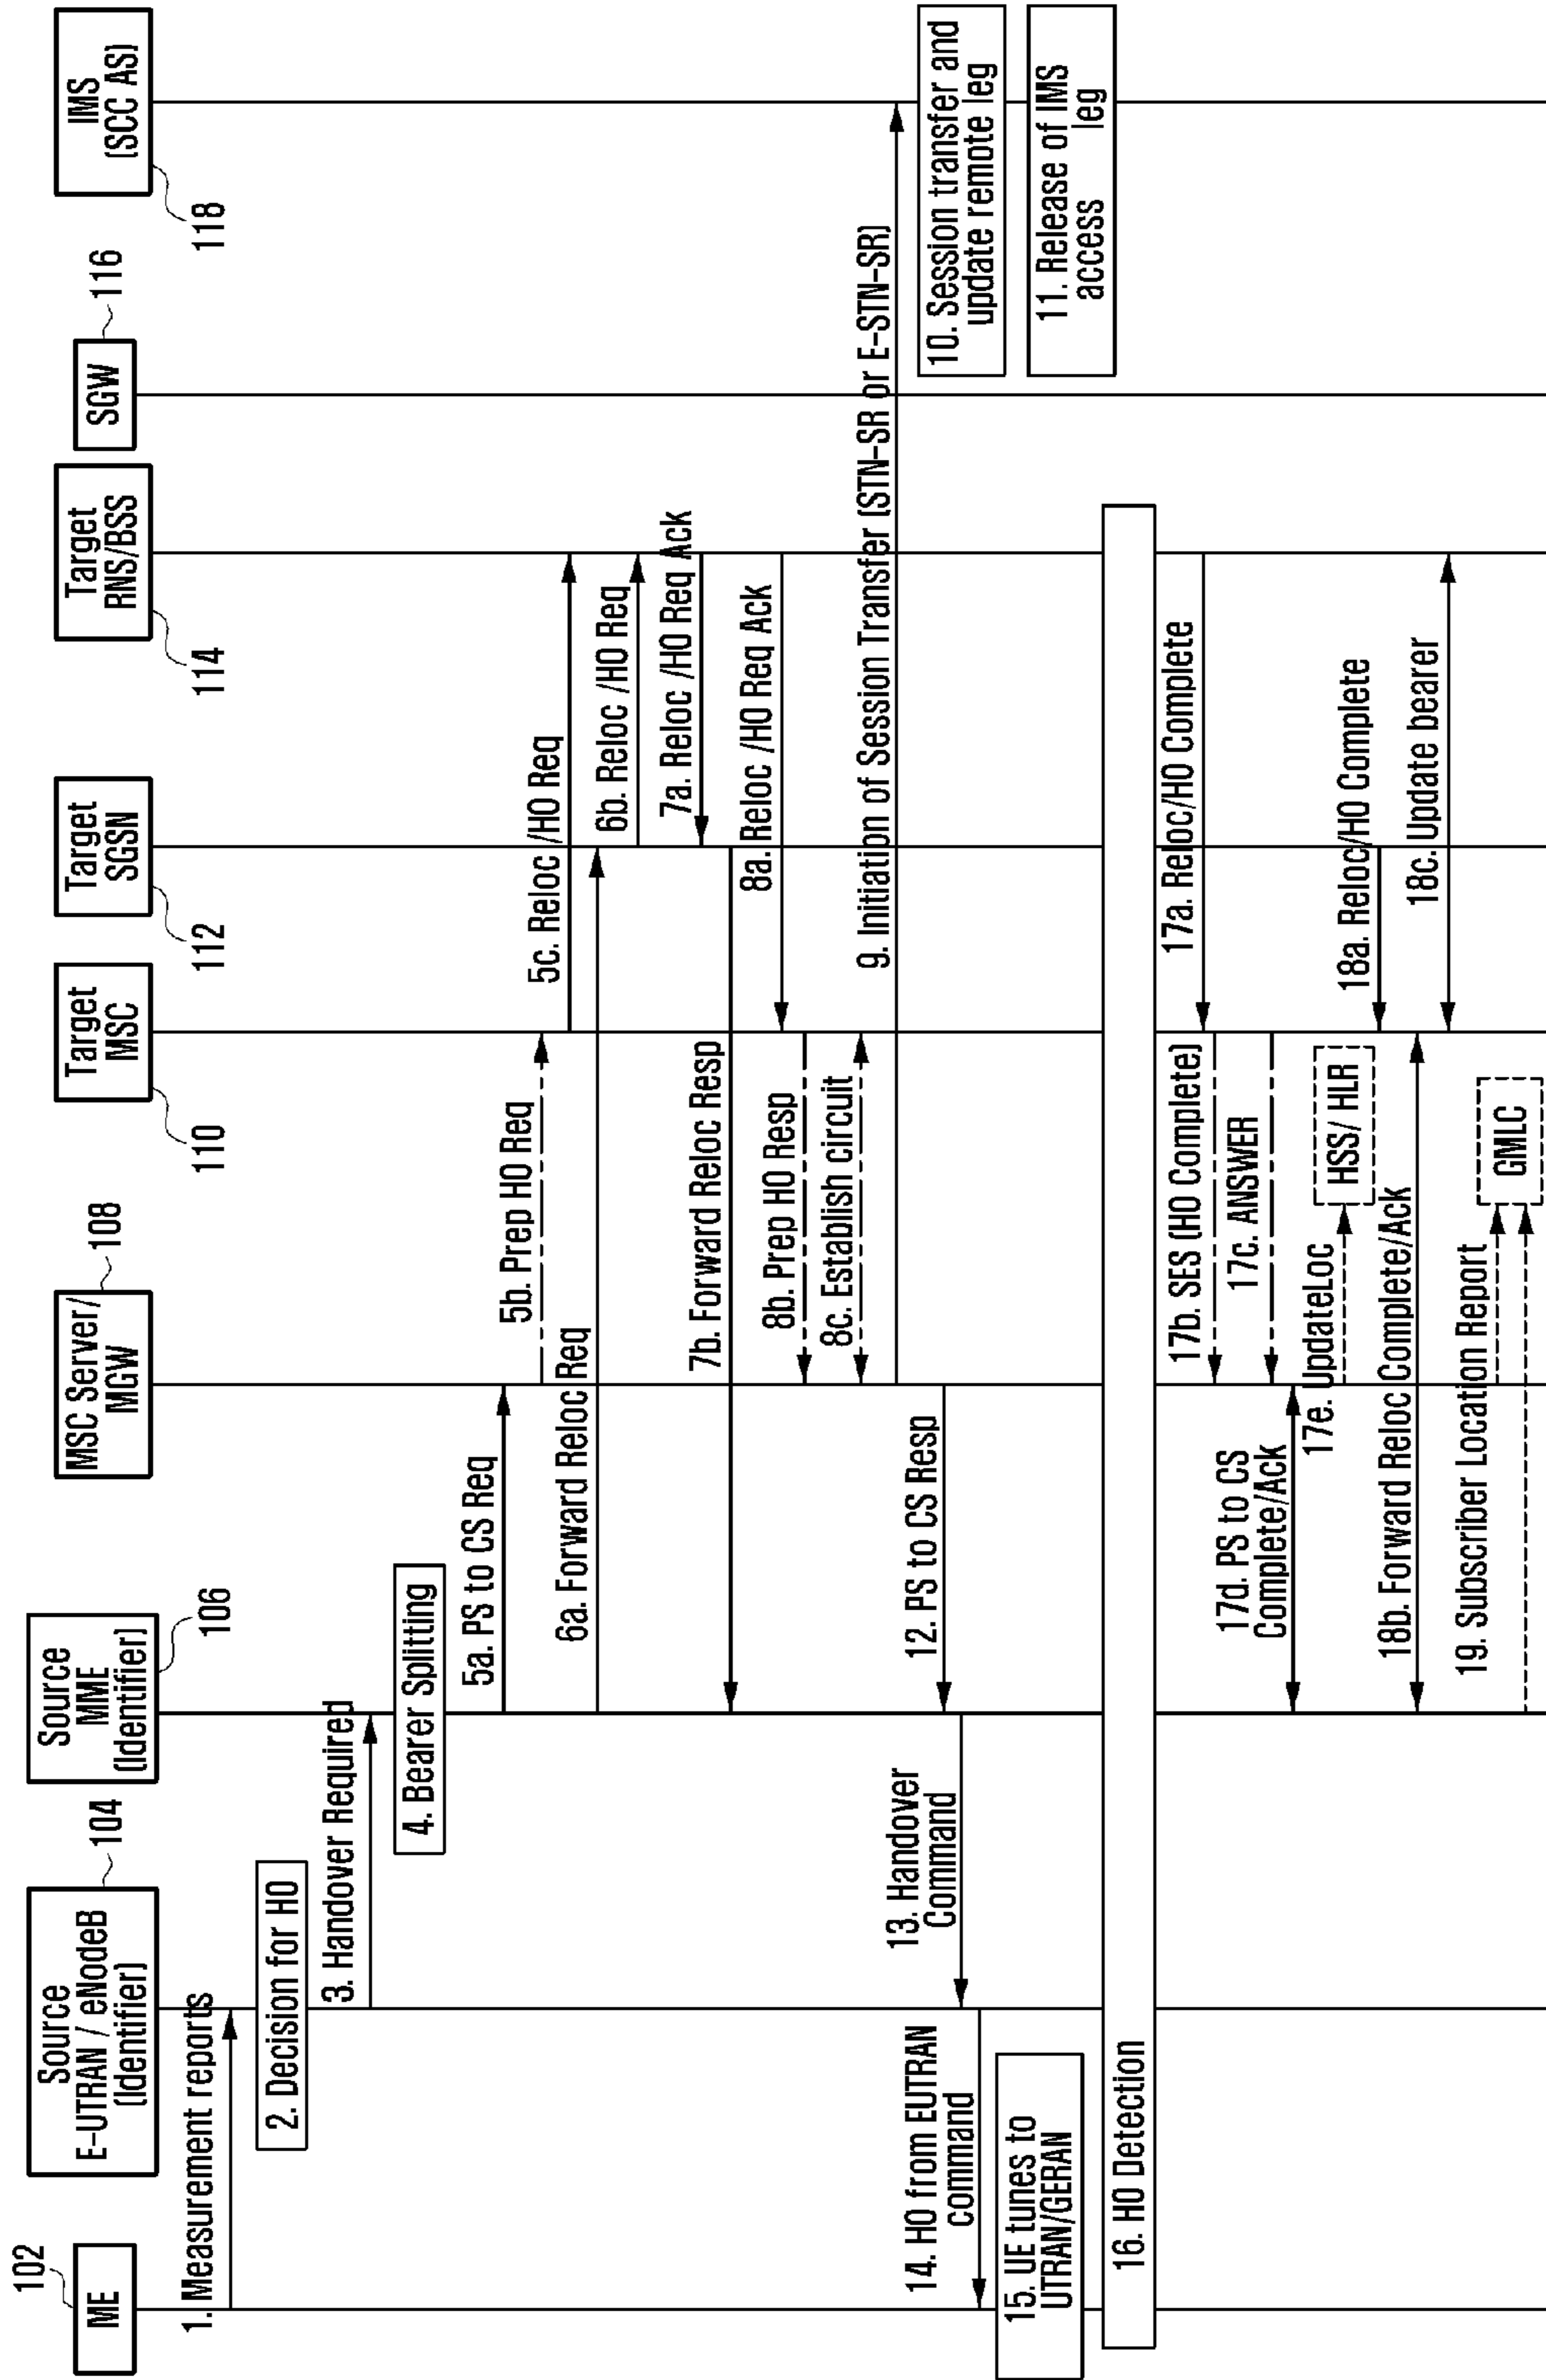 102
ME
Source
E-UTRAN / eNodeB
(Identifier)
104
Source
MME
(Identifier)
106
MSC Server/
MGW
108
Target
MSC
110
Target
SGSN
112
Target
RNS/BSS
114
SGW
116
IMS
(SCC AS)
118
1. Measurement reports
2. Decision for HO
3. Handover Required
4. Bearer Splitting
5a. PS to CS Req
5b. Prep HO Req
5c. Reloc /HO Req
6a. Forward Reloc Req
6b. Reloc /HO Req
7a. Reloc /HO Req Ack
7b. Forward Reloc Resp
8a. Reloc /HO Req Ack
8b. Prep HO Resp
8c. Establish circuit
9. Initiation of Session Transfer (STN-SR or E-STN-SR)
10. Session transfer and
update remote leg
11. Release of IMS
access leg
12. PS to CS Resp
13. Handover
Command
14. HO from EUTRAN
command
15. UE tunes to
UTRAN/GERAN
16. HO Detection
17a. Reloc/HO Complete
17b. SES (HO Complete)
17c. ANSWER
17d. PS to CS
Complete/Ack
17e. UpdateLoc
HSS/ HLR
18a. Reloc/HO Complete
18b. Forward Reloc Complete/Ack
18c. Update bearer
19. Subscriber Location Report
GMLC